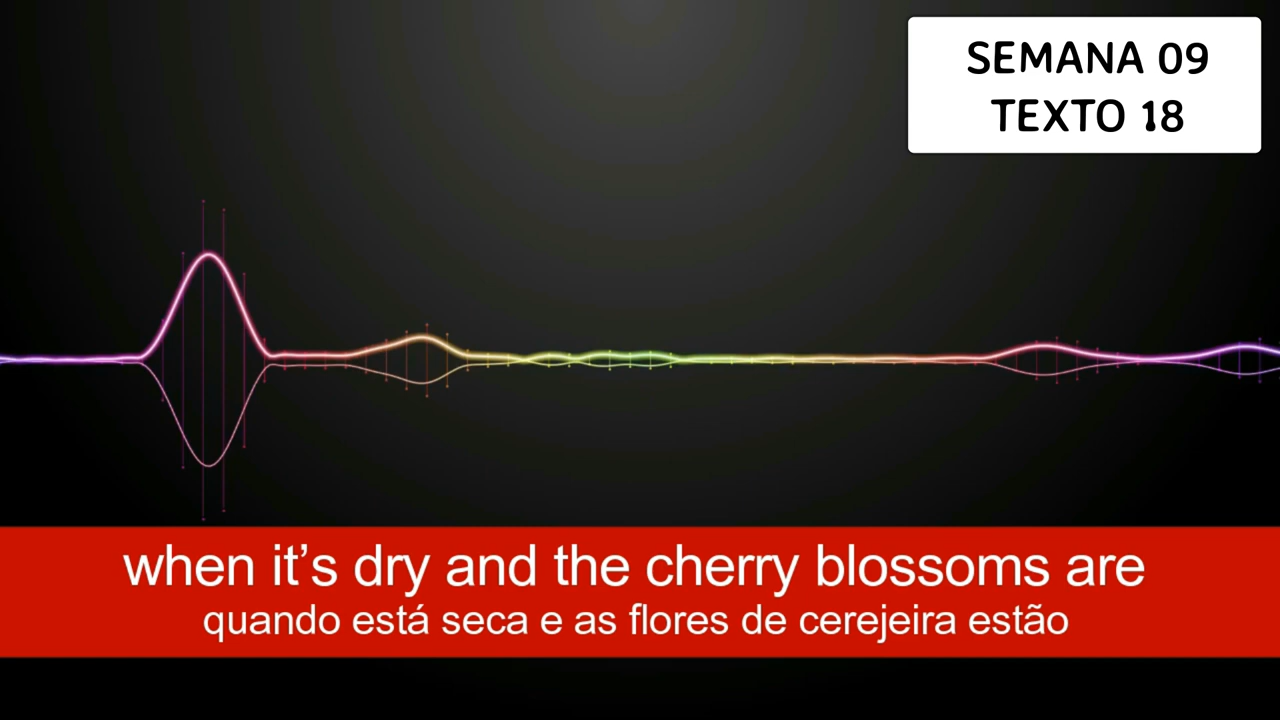 SEMANA 09
TEXTO 18
when it’s dry and the cherry blossoms are
quando está seca e as flores de cerejeira estão